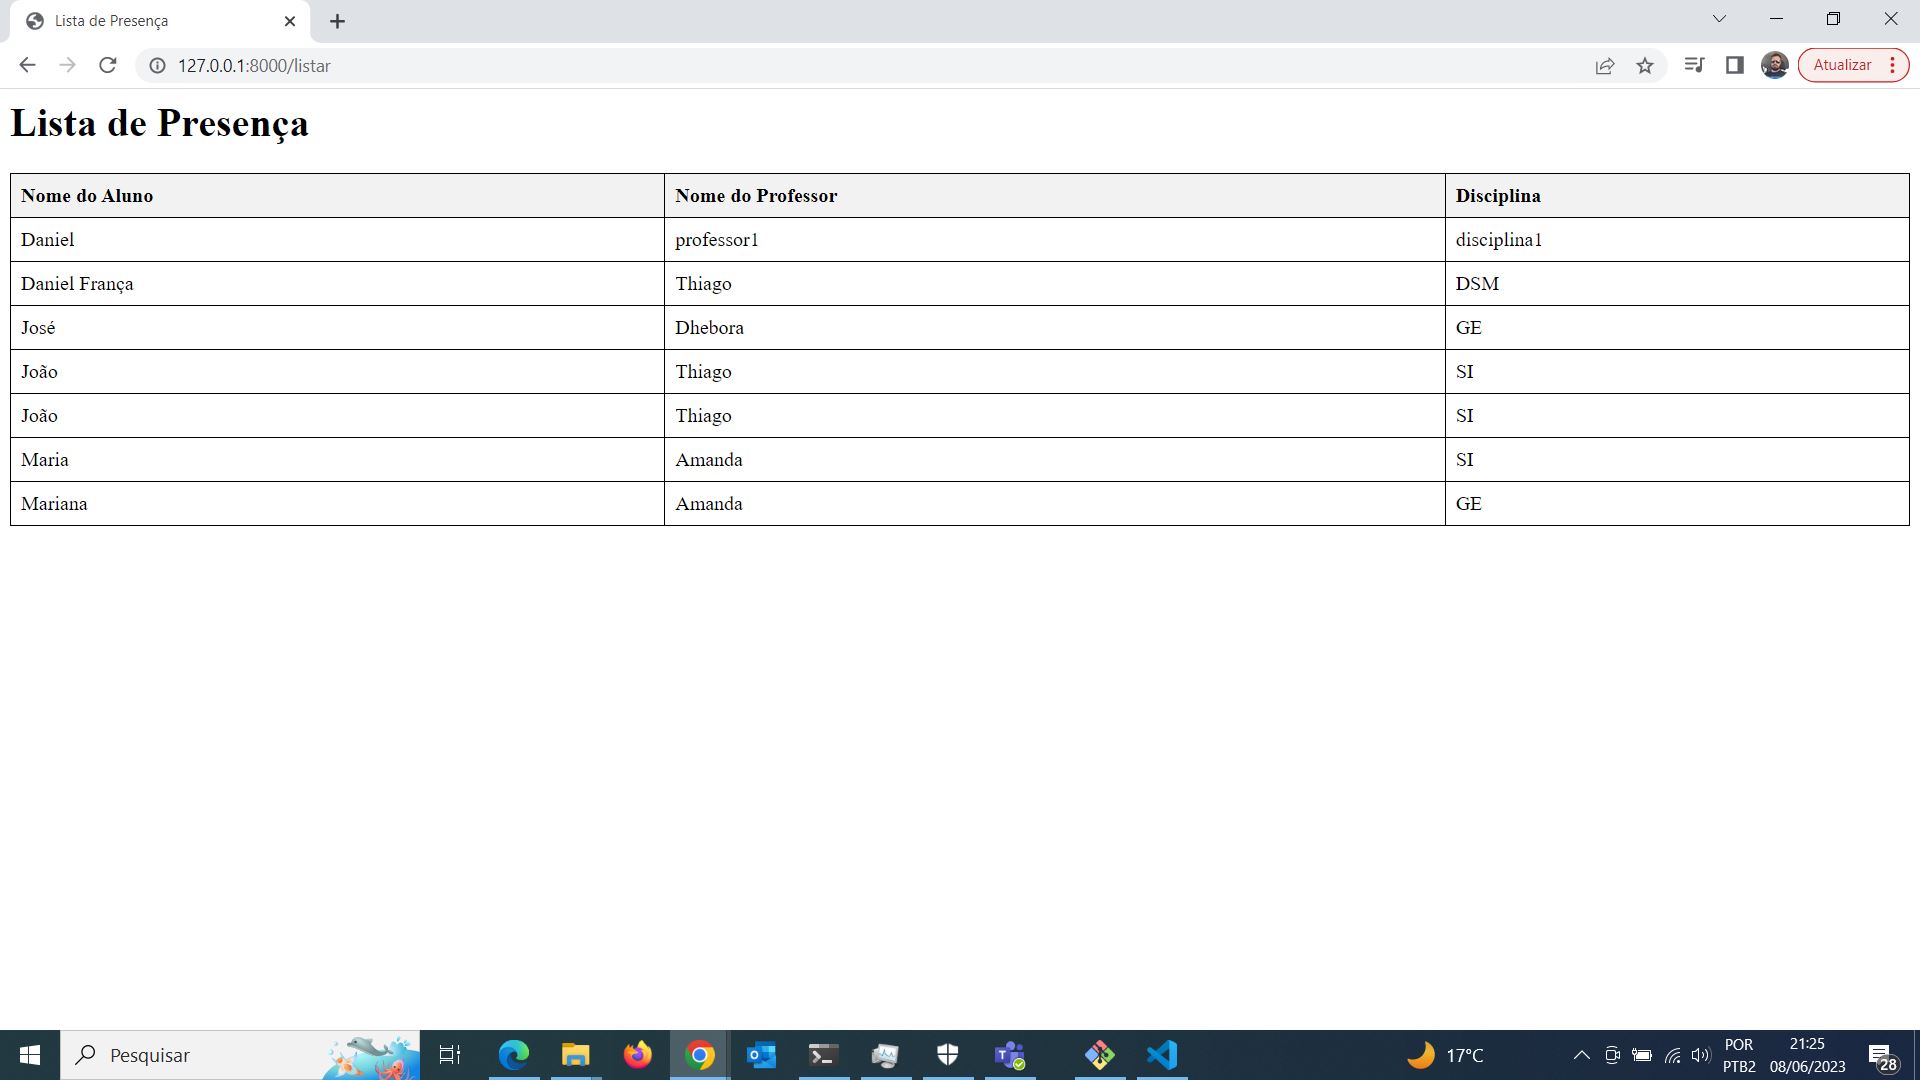 Lista de Presença
127.0.0.1:8000/listar
Atualizar
Lista de Presença
Nome do Aluno Nome do Professor Disciplina
Daniel professor1 disciplina1
Daniel França Thiago DSM
José Dhebora GE
João Thiago SI
João Thiago SI
Maria Amanda SI
Mariana Amanda GE
Pesquisar
17°C
POR
PTB2
21:25
08/06/2023
28